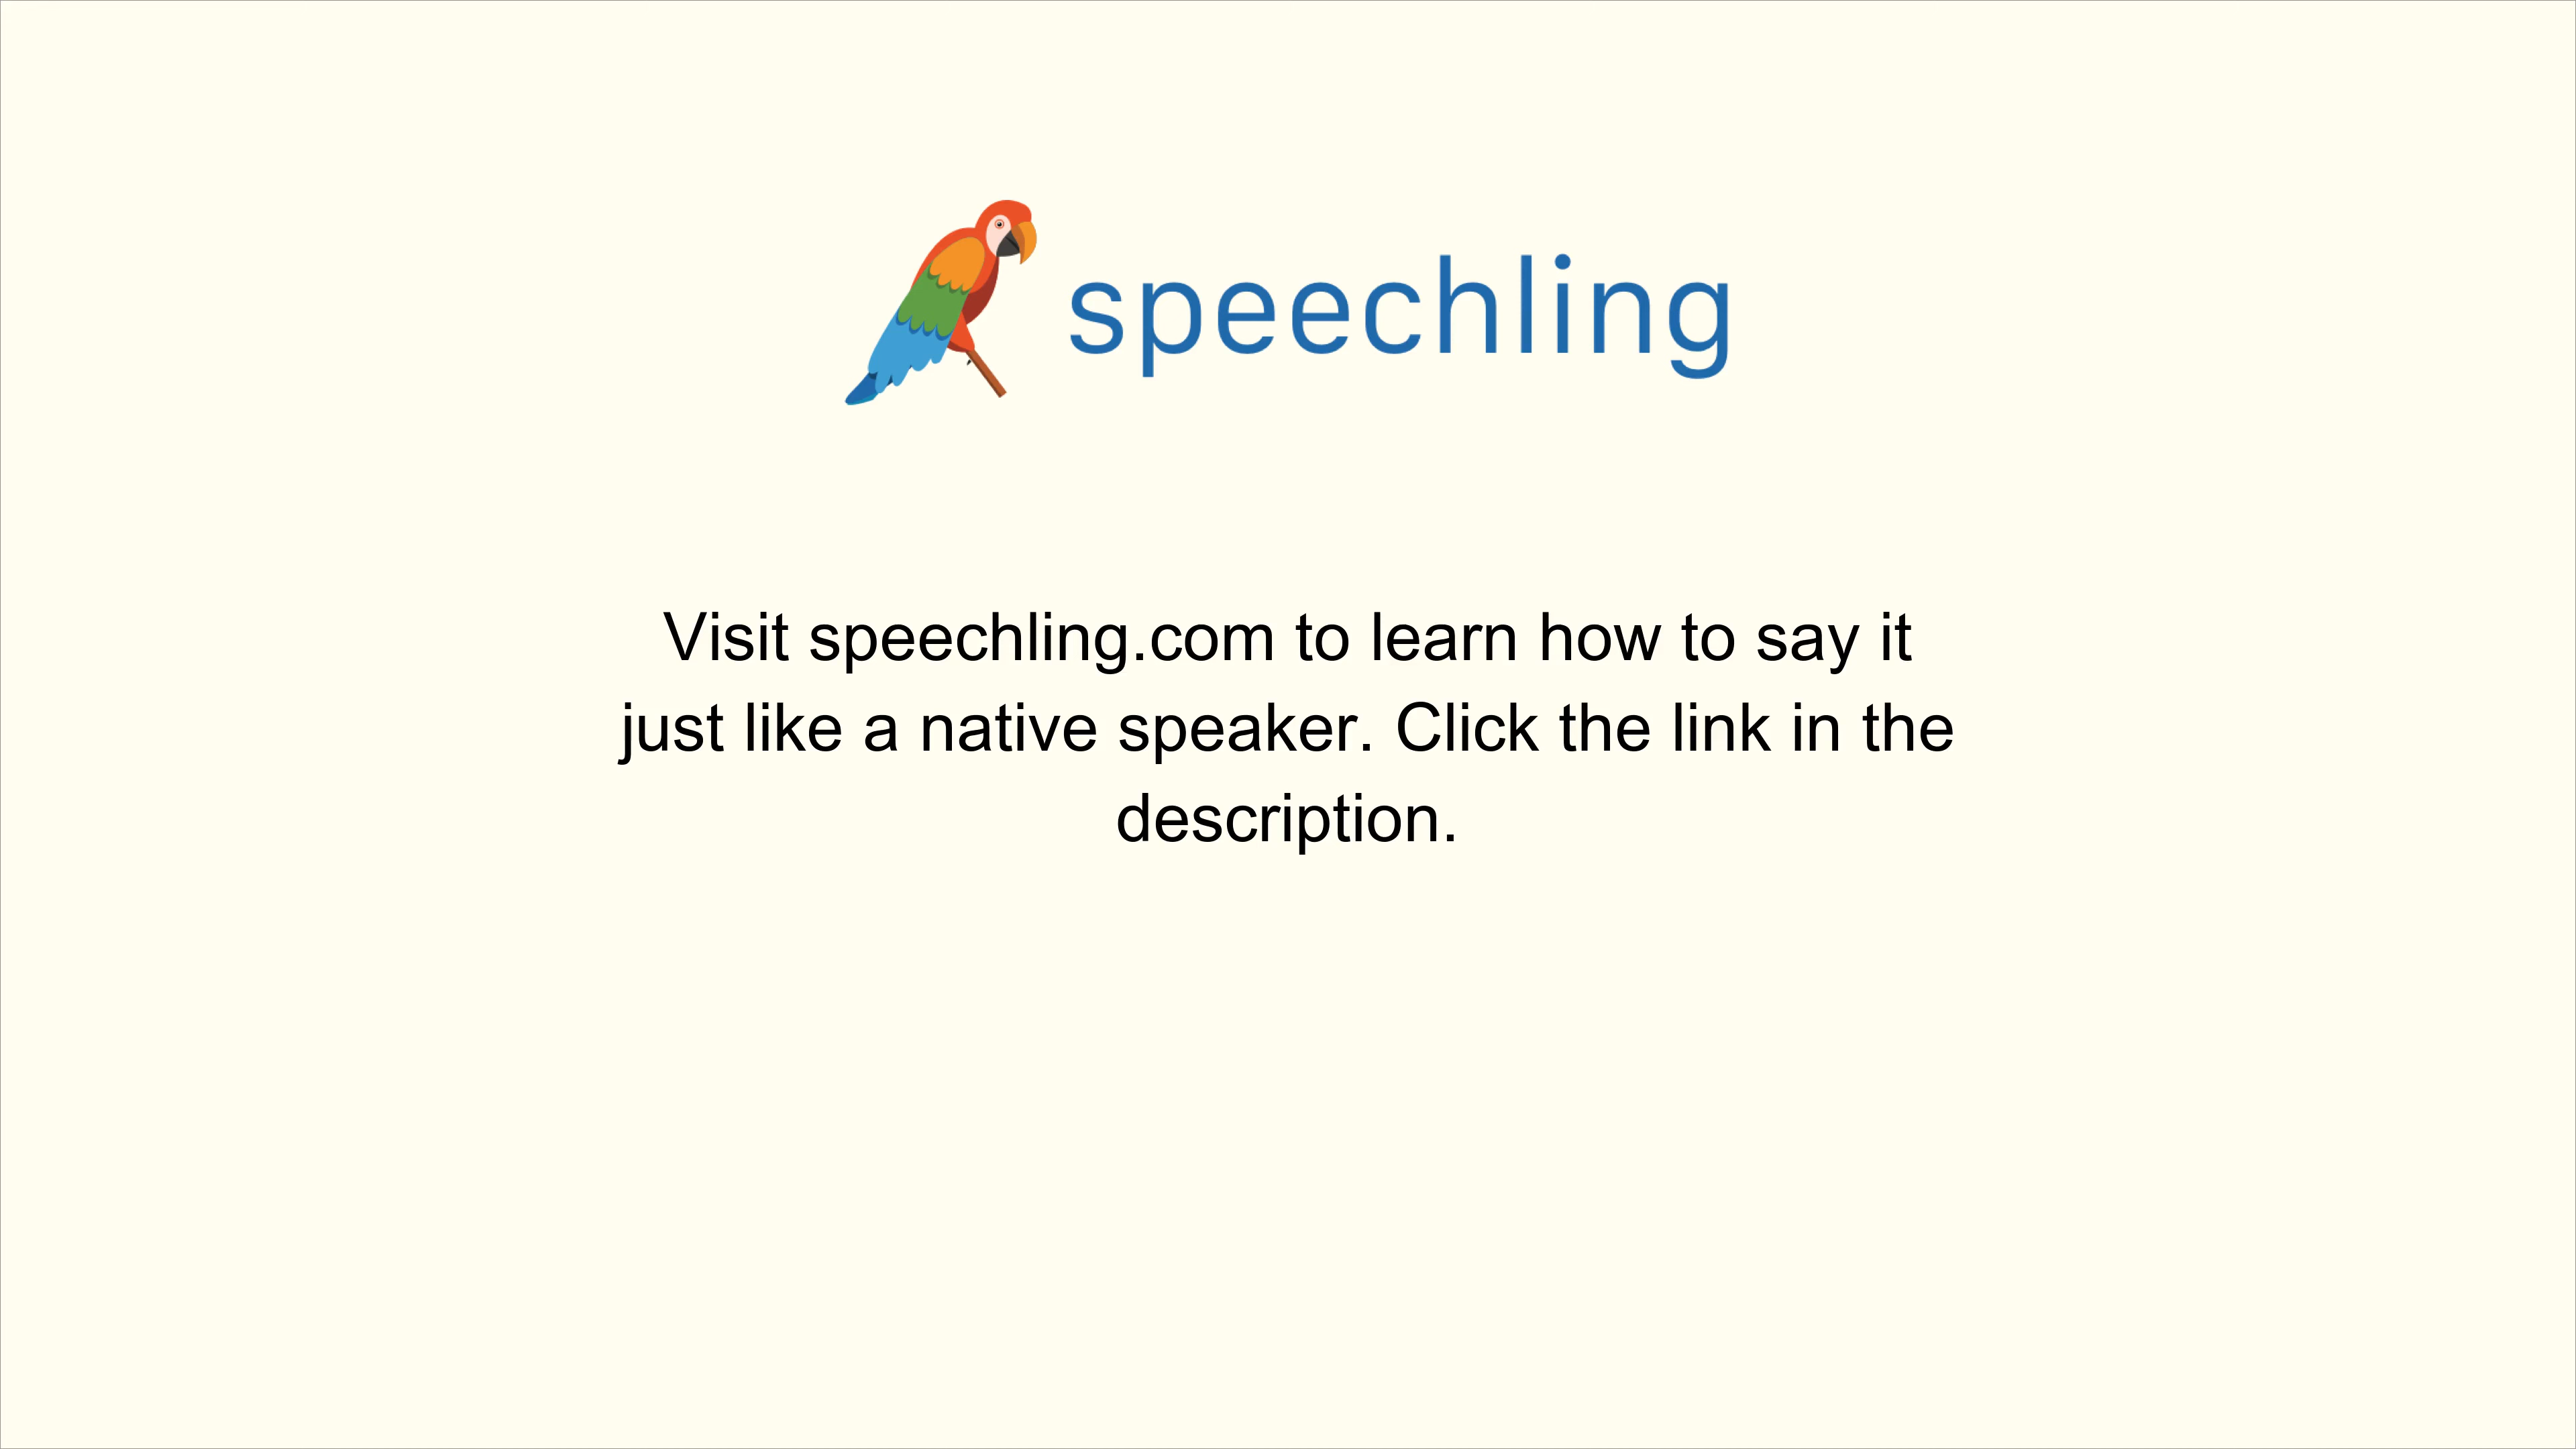 speechling
Visit speechling.com to learn how to say it
just like a native speaker. Click the link in the
description.